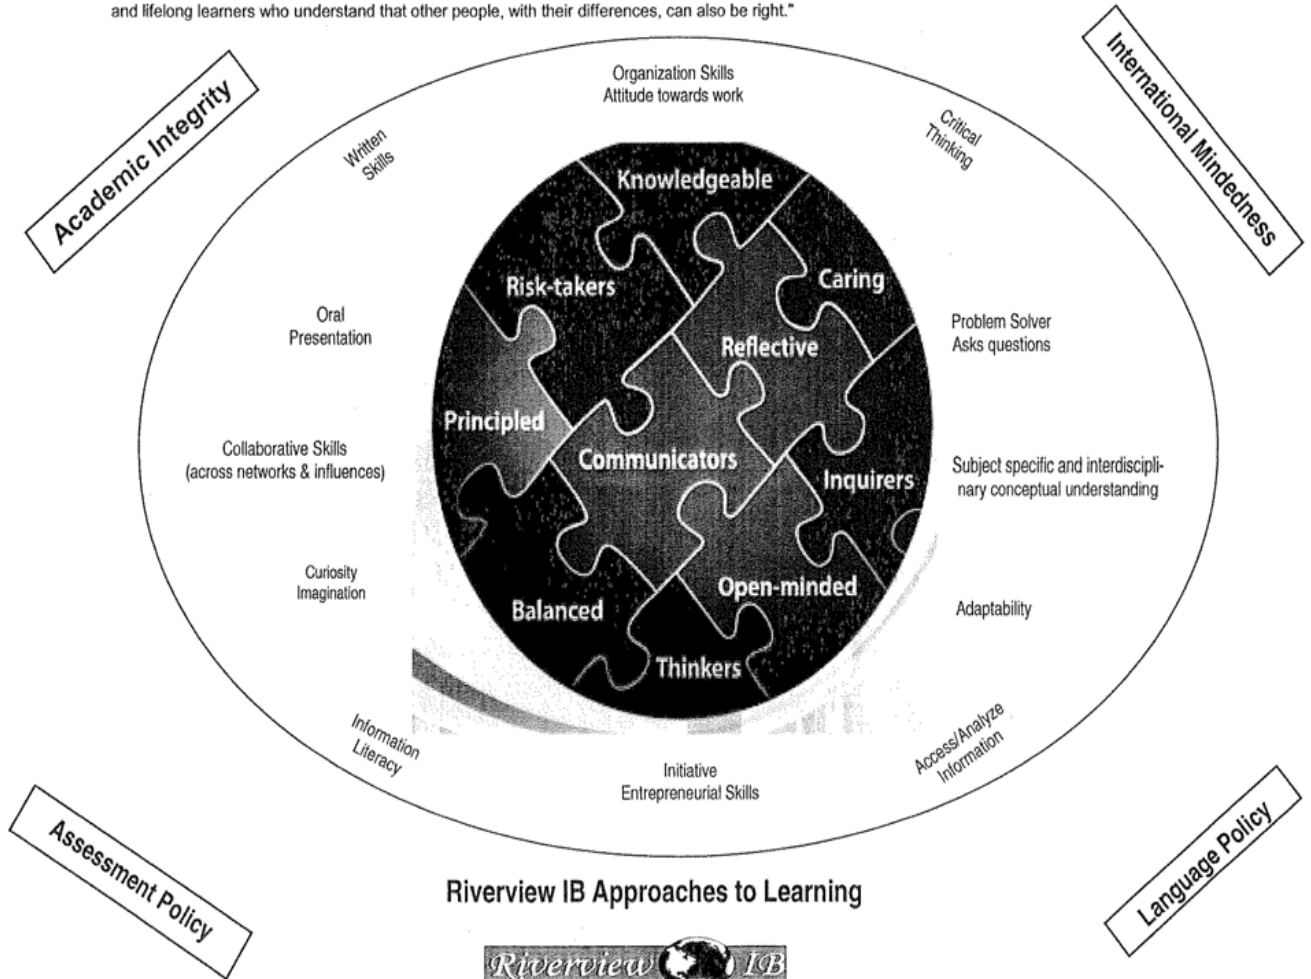 and lifelong learners who understand that other people, with their differences, can also be right."
Academic Integrity
International Mindedness
Organization Skills
Attitude towards work
Written
Skills
Critical
Thinking
Knowledgeable
Risk-takers
Caring
Oral
Presentation
Reflective
Problem Solver
Asks questions
Principled
Collaborative Skills
(across networks & influences)
Communicators
Inquirers
Subject specific and interdiscipli-
nary conceptual understanding
Curiosity
Imagination
Balanced
Open-minded
Adaptability
Thinkers
Information
Literacy
Initiative
Entrepreneurial Skills
Access/Analyze
Information
Assessment Policy
Language Policy
Riverview IB Approaches to Learning
Riverview IB